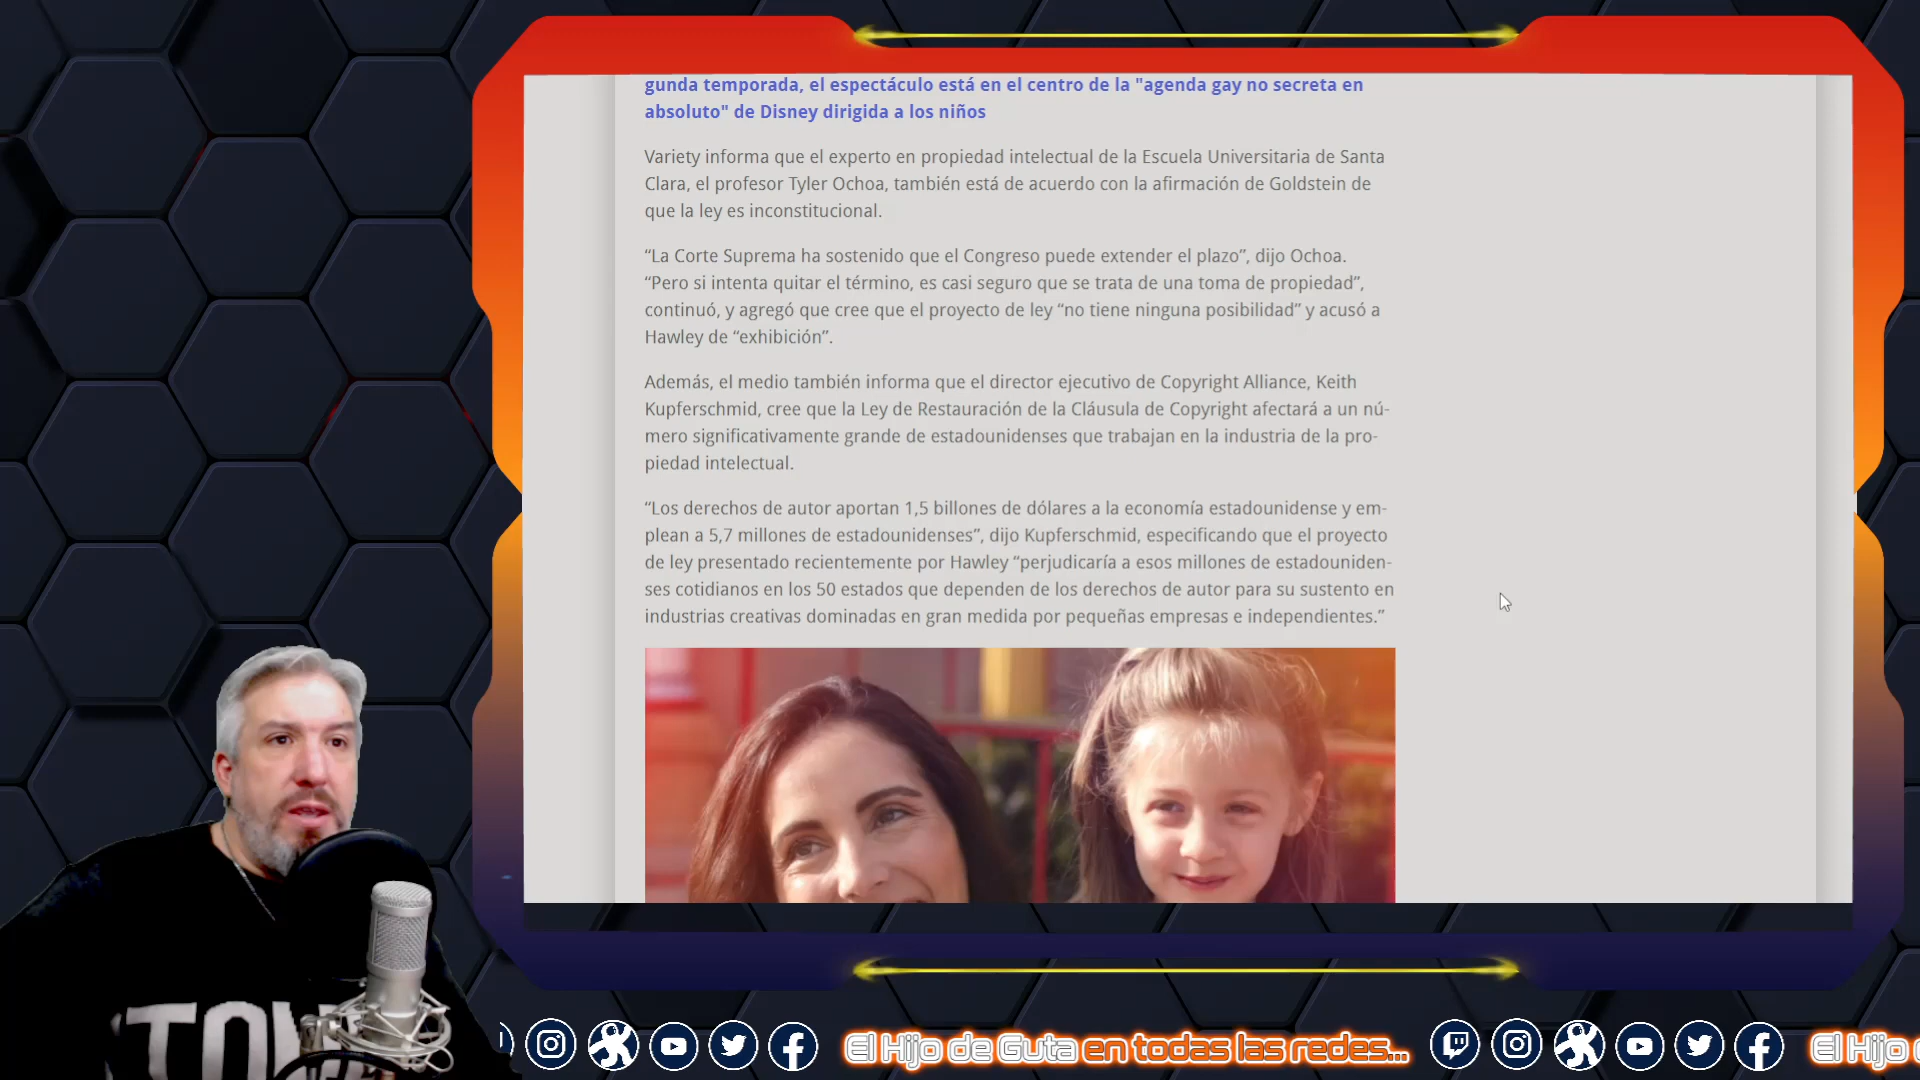 gunda temporada, el espectáculo está en el centro de la "agenda gay no secreta en
absoluto" de Disney dirigida a los niños
Variety informa que el experto en propiedad intelectual de la Escuela Universitaria de Santa
Clara, el profesor Tyler Ochoa, también está de acuerdo con la afirmación de Goldstein de
que la ley es inconstitucional.
“La Corte Suprema ha sostenido que el Congreso puede extender el plazo”, dijo Ochoa.
“Pero si intenta quitar el término, es casi seguro que se trata de una toma de propiedad”,
continuó, y agregó que cree que el proyecto de ley “no tiene ninguna posibilidad” y acusó a
Hawley de “exhibición”.
Además, el medio también informa que el director ejecutivo de Copyright Alliance, Keith
Kupferschmid, cree que la Ley de Restauración de la Cláusula de Copyright afectará a un nú-
mero significativamente grande de estadounidenses que trabajan en la industria de la pro-
piedad intelectual.
“Los derechos de autor aportan 1,5 billones de dólares a la economía estadounidense y em-
plean a 5,7 millones de estadounidenses”, dijo Kupferschmid, especificando que el proyecto
de ley presentado recientemente por Hawley “perjudicaría a esos millones de estadouniden-
ses cotidianos en los 50 estados que dependen de los derechos de autor para su sustento en
industrias creativas dominadas en gran medida por pequeñas empresas e independientes.”
El Hijo de Guta en todas las redes...
El Hijo